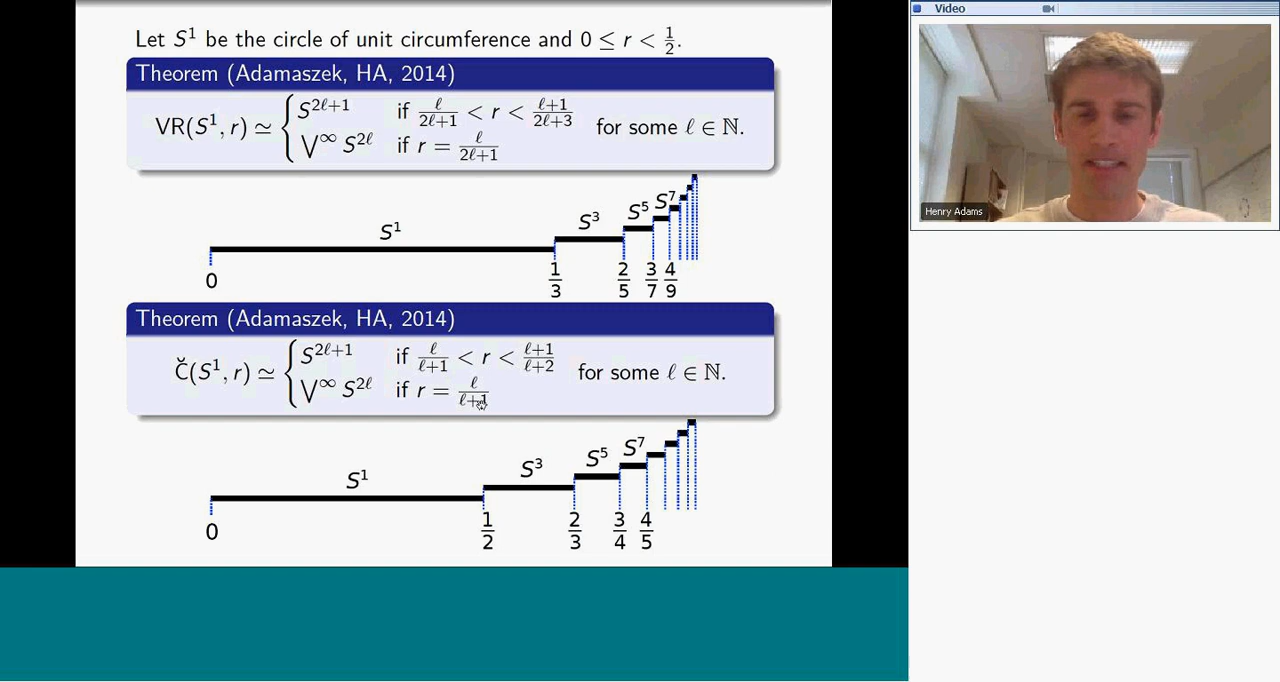 Video
Let S¹ be the circle of unit circumference and 0 ≤ r < 1/2.
Theorem (Adamaszek, HA, 2014)
VR(S¹, r) ≃ { S^{2ℓ+1} if ℓ/(2ℓ+1) < r < (ℓ+1)/(2ℓ+3)
⋁^∞ S^{2ℓ} if r = ℓ/(2ℓ+1)
for some ℓ ∈ ℕ.
S¹ S³ S⁵ S⁷
0 1/3 2/5 3/7 4/9
Theorem (Adamaszek, HA, 2014)
Č(S¹, r) ≃ { S^{2ℓ+1} if ℓ/(ℓ+1) < r < (ℓ+1)/(ℓ+2)
⋁^∞ S^{2ℓ} if r = ℓ/(ℓ+1)
for some ℓ ∈ ℕ.
S¹ S³ S⁵ S⁷
0 1/2 2/3 3/4 4/5
Henry Adams